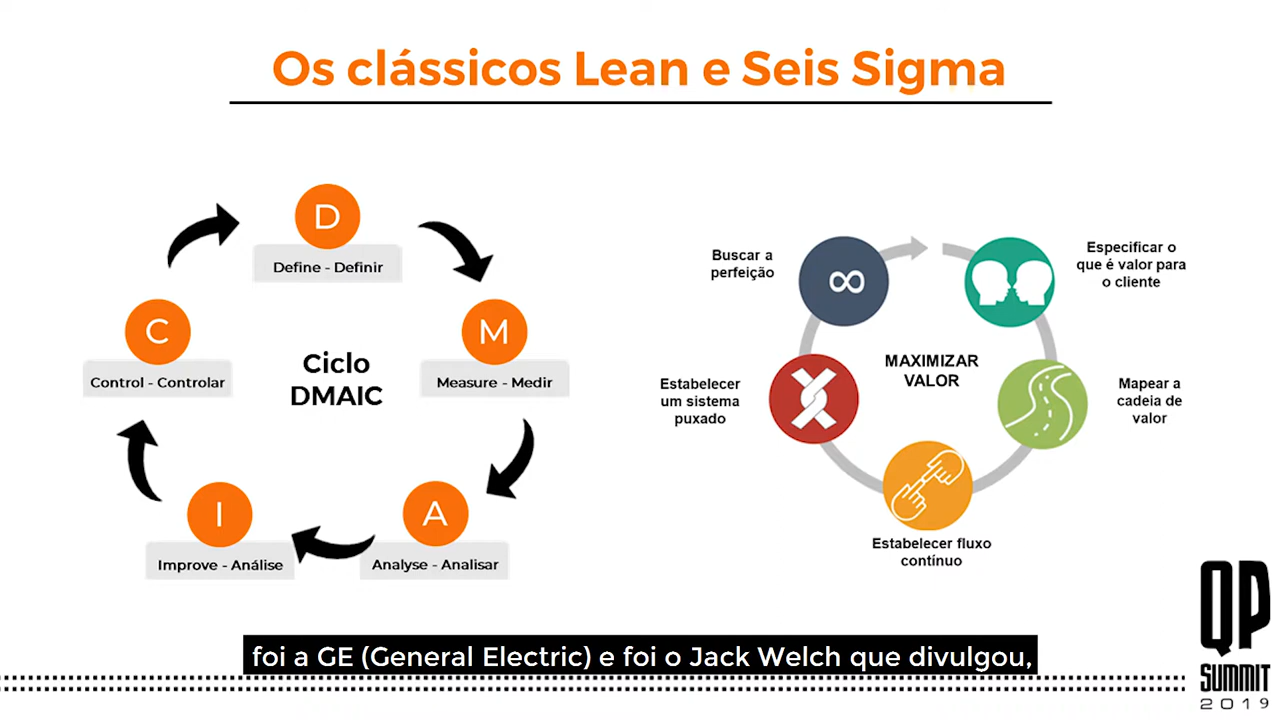 Os clássicos Lean e Seis Sigma
D
Define - Definir
M
Measure - Medir
A
Analyse - Analisar
I
Improve - Análise
C
Control - Controlar
Ciclo
DMAIC
Especificar o
que é valor para
o cliente
Mapear a
cadeia de
valor
Estabelecer fluxo
contínuo
Estabelecer
um sistema
puxado
Buscar a
perfeição
∞
MAXIMIZAR
VALOR
foi a GE (General Electric) e foi o Jack Welch que divulgou,
QP
SUMMIT
2019